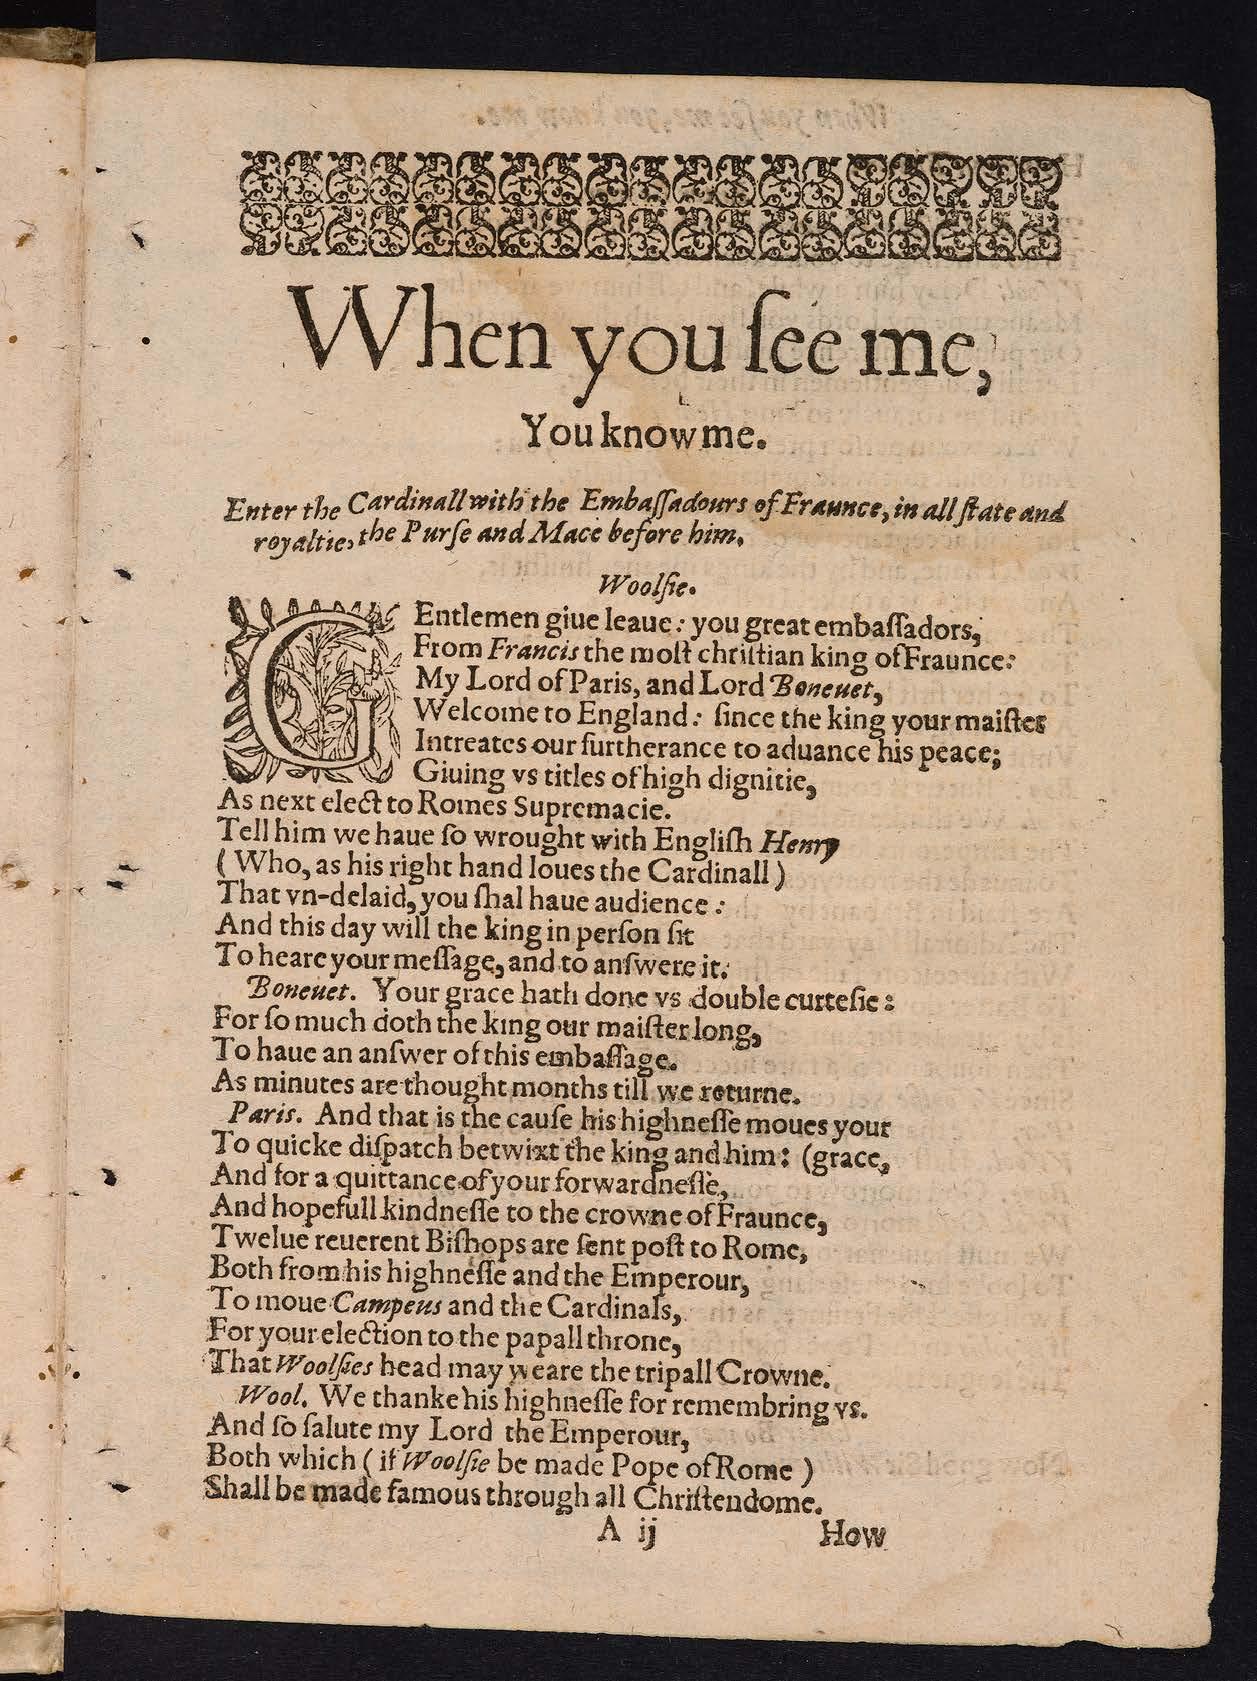 When you ſee me,
You know me.
Enter the Cardinall with the Embaſſadours of Fraunce, in all ſtate and
royaltie, the Purſe and Mace before him.
Woolſie.
GEntlemen giue leaue: you great embaſſadors,
From Francis the moſt chriſtian king of Fraunce:
My Lord of Paris, and Lord Boneuet,
Welcome to England: ſince the king your maiſter
Intreates our furtherance to aduance his peace;
Giuing vs titles of high dignitie,
As next elect to Romes Supremacie.
Tell him we haue ſo wrought with Engliſh Henry
(Who, as his right hand loues the Cardinall)
That vn-delaid, you ſhal haue audience:
And this day will the king in perſon ſit
To heare your meſſage, and to anſwere it.
Boneuet. Your grace hath done vs double curteſie:
For ſo much doth the king our maiſter long,
To haue an anſwer of this embaſſage.
As minutes are thought months till we returne.
Paris. And that is the cauſe his highneſſe moues your
To quicke diſpatch betwixt the king and him: (grace,
And for a quittance of your forwardneſſe,
And hopefull kindneſſe to the crowne of Fraunce,
Twelue reuerent Biſhops are ſent poſt to Rome,
Both from his highneſſe and the Emperour,
To moue Campeus and the Cardinals,
For your election to the papall throne,
That Woolſies head may weare the tripall Crowne.
Wool. We thanke his highneſſe for remembring vs.
And ſo ſalute my Lord the Emperour,
Both which (if Woolſie be made Pope of Rome)
Shall be made famous through all Chriſtendome.
A ij How